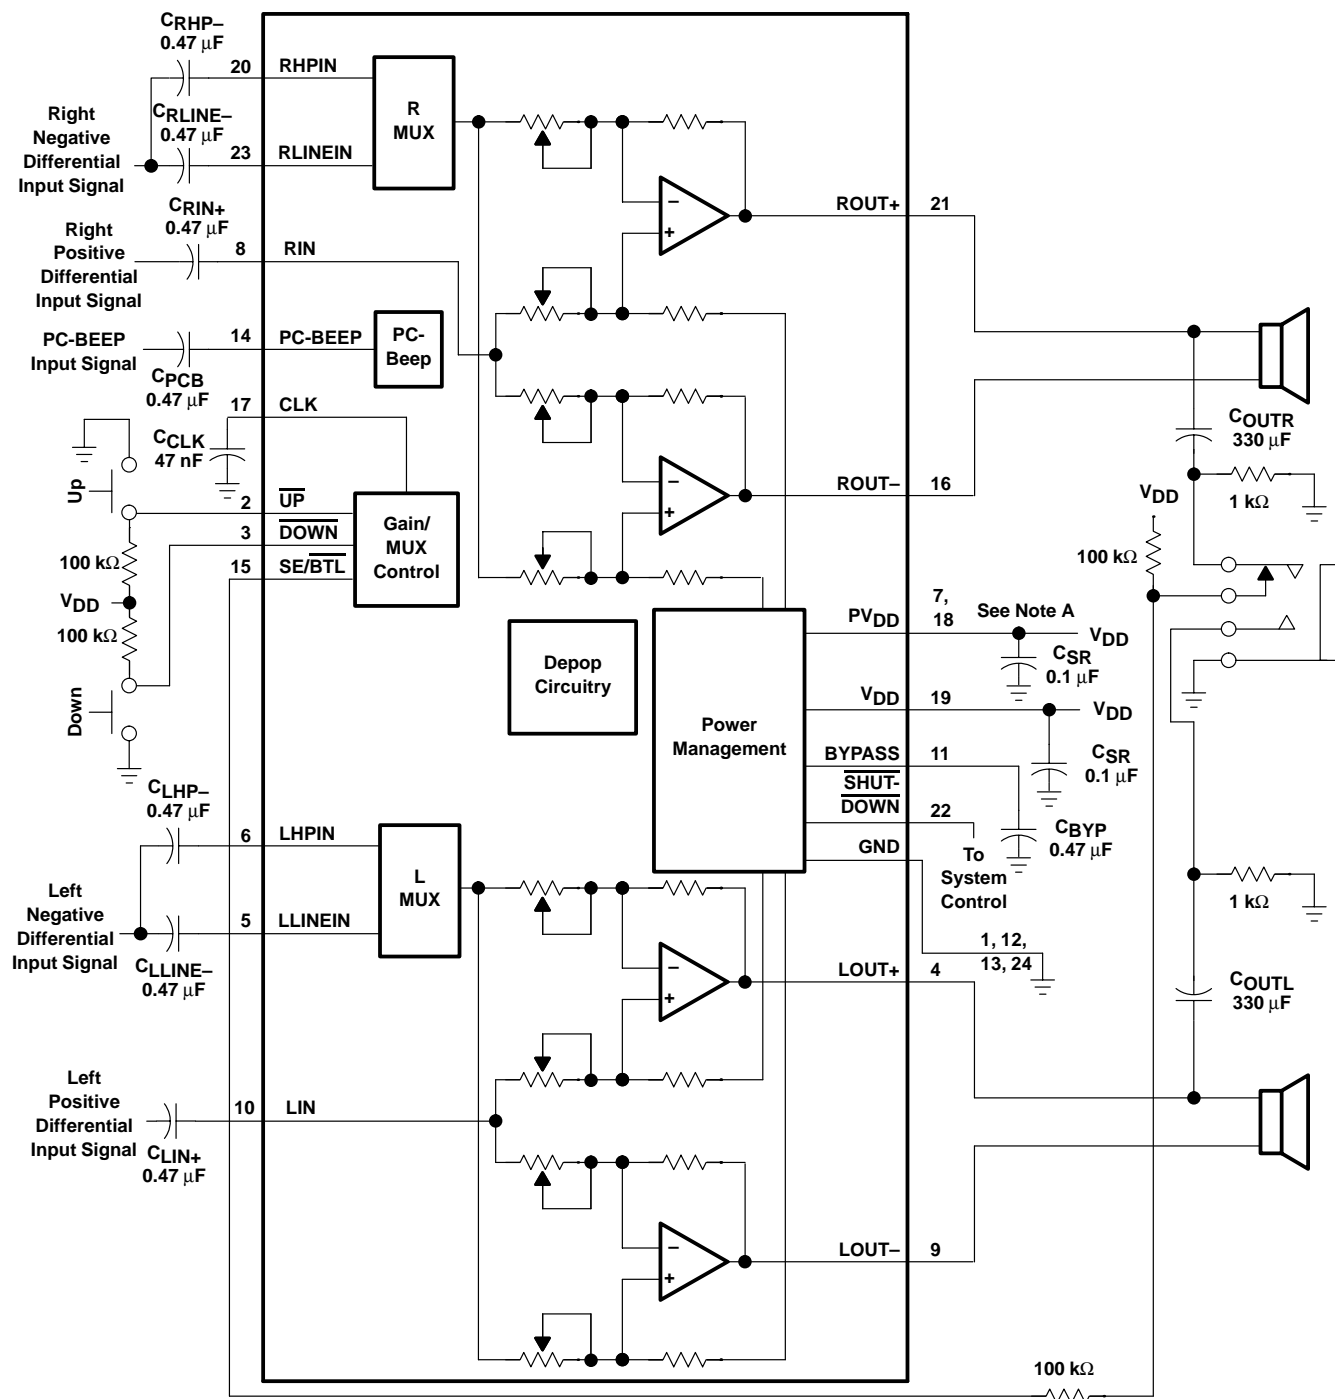 CRHP–
0.47 µF
20 RHPIN
Right
Negative
Differential
Input Signal
CRLINE–
0.47 µF
23 RLINEIN
R
MUX
CRIN+
0.47 µF
Right
Positive
Differential
Input Signal
8 RIN
PC-BEEP
Input Signal
14 PC-BEEP
PC-
Beep
CPCB
0.47 µF
17 CLK
CCLK
47 nF
Up
2 UP
3 DOWN
15 SE/BTL
Gain/
MUX
Control
100 kΩ
VDD
100 kΩ
Down
– +
ROUT+ 21
– +
ROUT– 16
COUTR
330 µF
1 kΩ
VDD
100 kΩ
Depop
Circuitry
Power
Management
PVDD
7,
18
See Note A
VDD
CSR
0.1 µF
VDD 19
VDD
CSR
0.1 µF
BYPASS 11
SHUT-
DOWN 22
GND
CBYP
0.47 µF
To
System
Control
1, 12,
13, 24
CLHP–
0.47 µF
6 LHPIN
Left
Negative
Differential
Input Signal
5 LLINEIN
CLLINE–
0.47 µF
L
MUX
– +
LOUT+ 4
1 kΩ
COUTL
330 µF
Left
Positive
Differential
Input Signal
10 LIN
CLIN+
0.47 µF
– +
LOUT– 9
100 kΩ